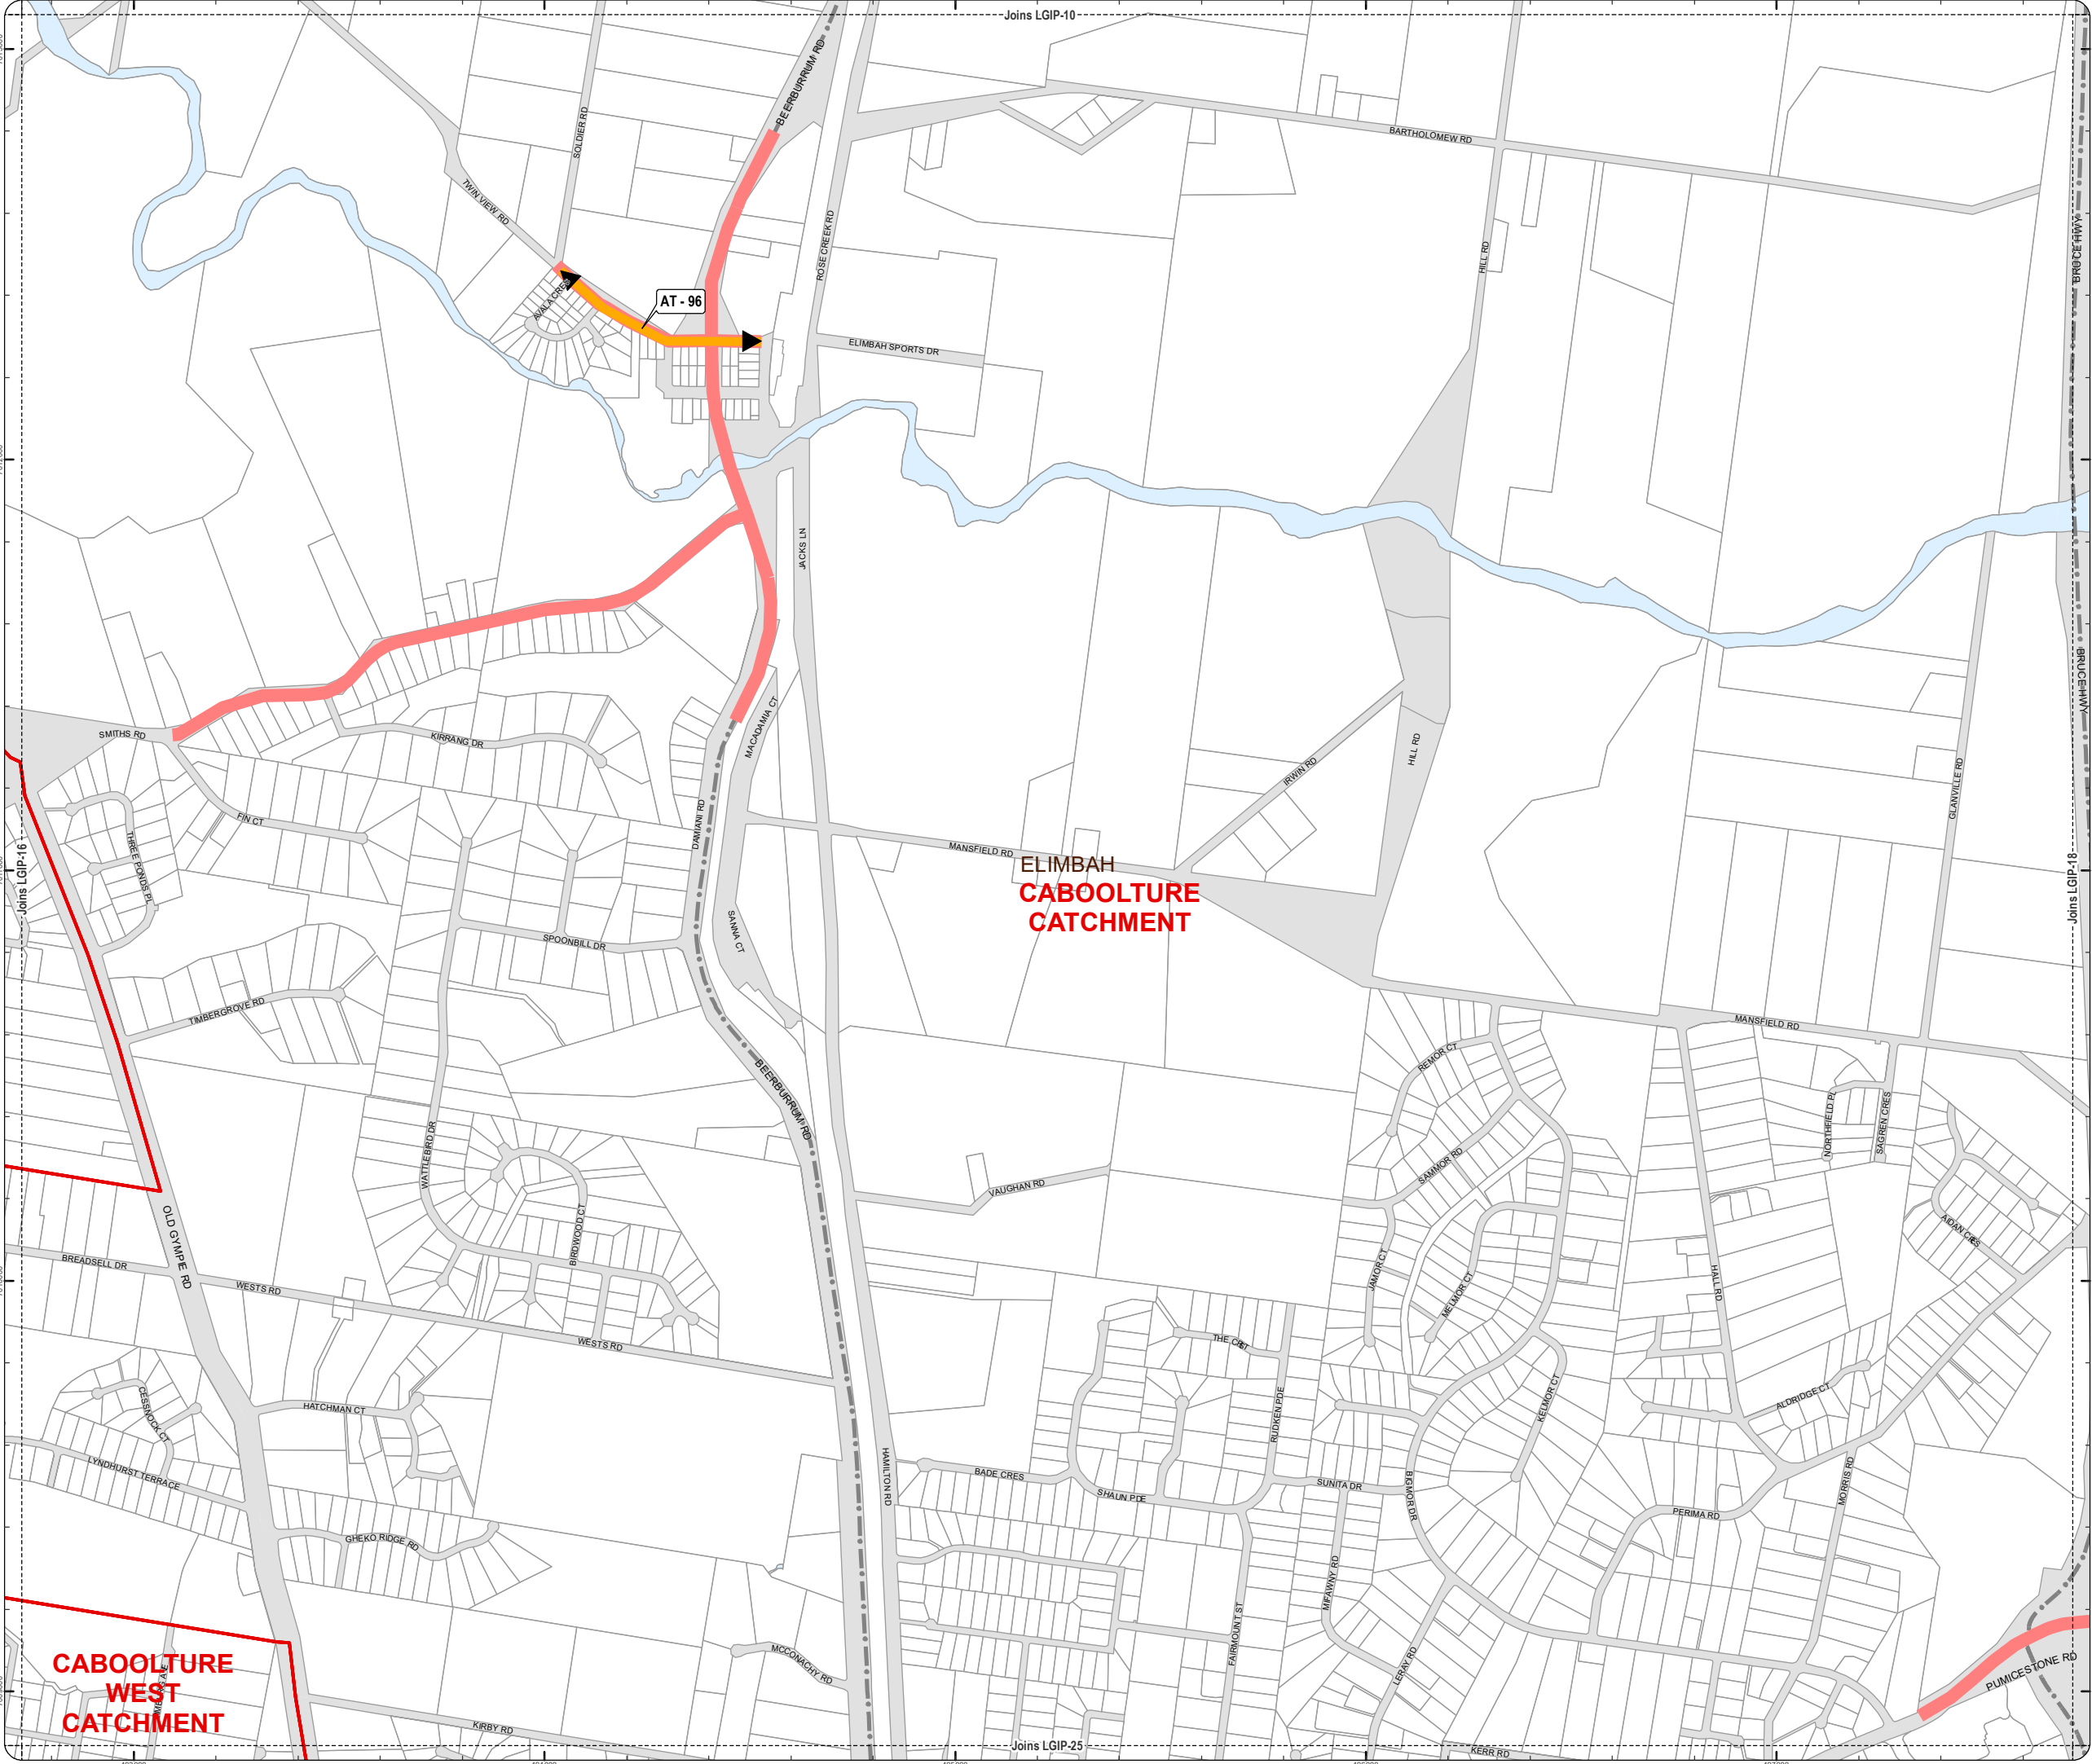 Joins LGIP-10
BEERBURRUM RD
SOLDIER RD
BARTHOLOMEW RD
TWIN VIEW RD
ROSE CREEK RD
HILL RD
BRUCE HWY
AVALA CRES
AT - 96
ELIMBAH SPORTS DR
JACKS LN
BRUCE HWY
SMITHS RD
KIRRANG DR
MACADAMIA CT
HILL RD
IRWIN RD
GLANVILLE RD
FIN CT
DAMIANI RD
THREE PONDS PL
MANSFIELD RD
ELIMBAH
CABOOLTURE
CATCHMENT
Joins LGIP-16
Joins LGIP-18
SANNA CT
SPOONBILL DR
TIMBERGROVE RD
MANSFIELD RD
REMOR CT
BEERBURRUM RD
NORTHFIELD PL
SAGREN CRES
WATTLEBIRD DR
SAMMOR RD
VAUGHAN RD
BIRDWOOD CT
AIDAN CRES
OLD GYMPIE RD
BREADSELL DR
WESTS RD
JAMOR CT
MELMOR CT
HALL RD
WESTS RD
THE CRET
CESSNOCK CT
HATCHMAN CT
RUDKEN PDE
KELMOR CT
ALDRIDGE CT
LYNDHURST TERRACE
HAMILTON RD
BADE CRES
SHAUN PDE
SUNITA DR
BIGMOR DR
MORRIS RD
PERIMA RD
GHEKO RIDGE RD
MIFAWNY RD
FAIRMOUNT ST
LERAY RD
MCCONACHY RD
PUMICESTONE RD
CABOOLTURE
WEST
CATCHMENT
KIRBY RD
Joins LGIP-25
KERR RD